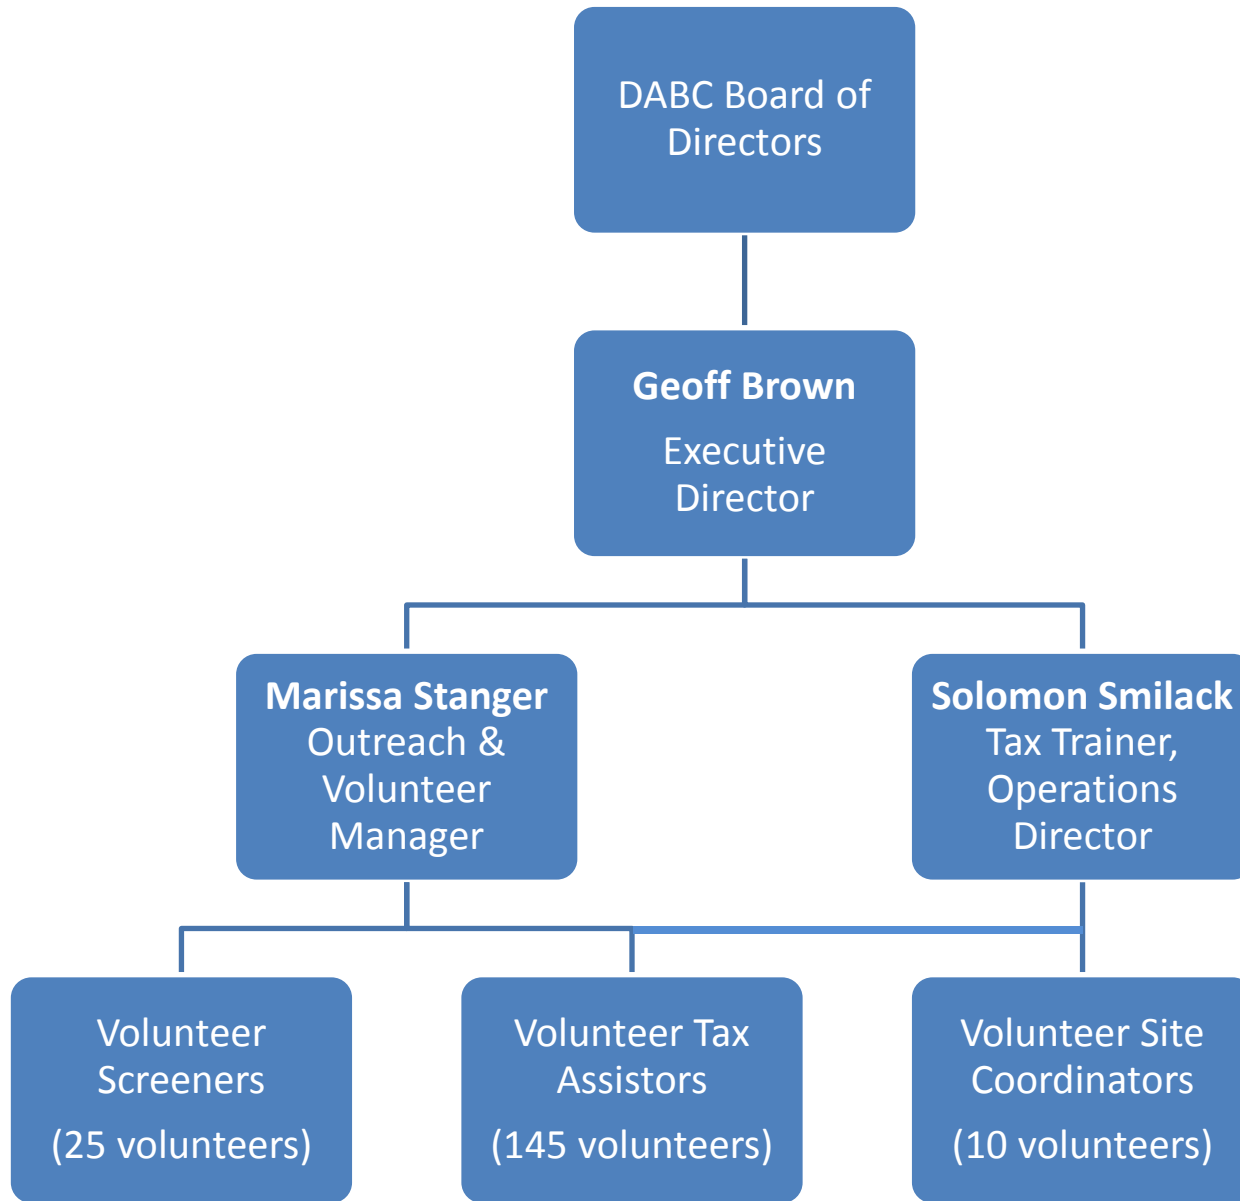 DABC Board of
Directors
Geoff Brown
Executive
Director
Marissa Stanger
Outreach &
Volunteer
Manager
Solomon Smilack
Tax Trainer,
Operations
Director
Volunteer
Screeners
(25 volunteers)
Volunteer Tax
Assistors
(145 volunteers)
Volunteer Site
Coordinators
(10 volunteers)